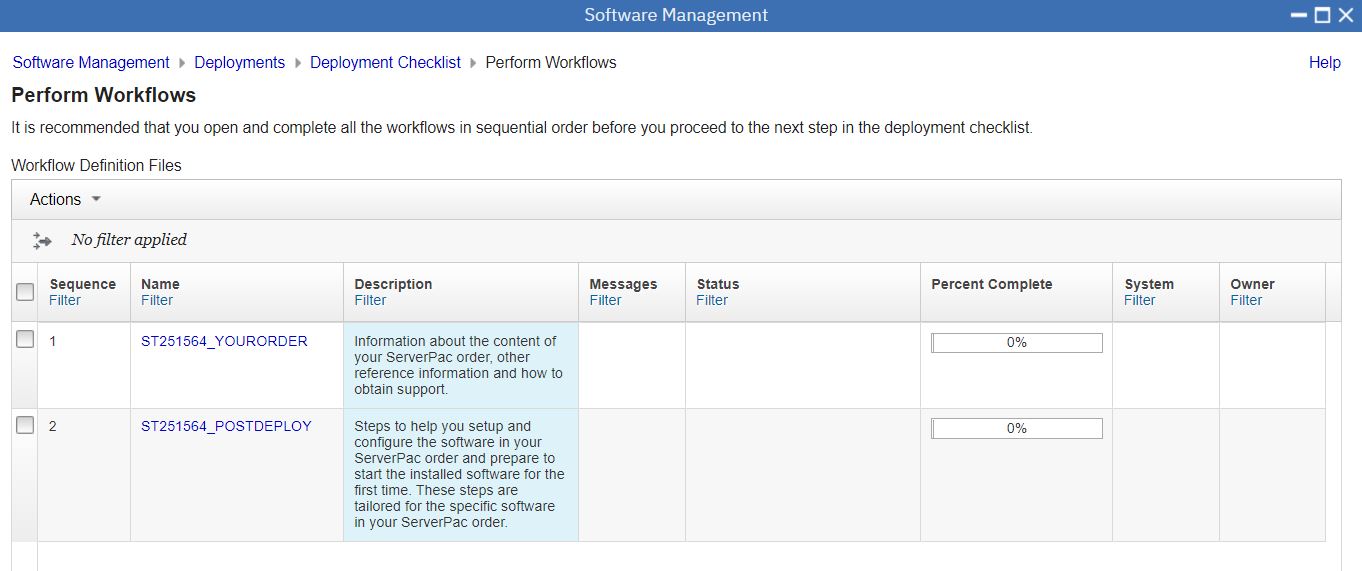 Software Management
Software Management Deployments Deployment Checklist Perform Workflows Help
Perform Workflows
It is recommended that you open and complete all the workflows in sequential order before you proceed to the next step in the deployment checklist.
Workflow Definition Files
Actions
No filter applied
Sequence Name Description Messages Status Percent Complete System Owner
Filter Filter Filter Filter Filter Filter Filter
1 ST251564_YOURORDER Information about the content of 0%
your ServerPac order, other
reference information and how to
obtain support.
2 ST251564_POSTDEPLOY Steps to help you setup and 0%
configure the software in your
ServerPac order and prepare to
start the installed software for the
first time. These steps are
tailored for the specific software
in your ServerPac order.